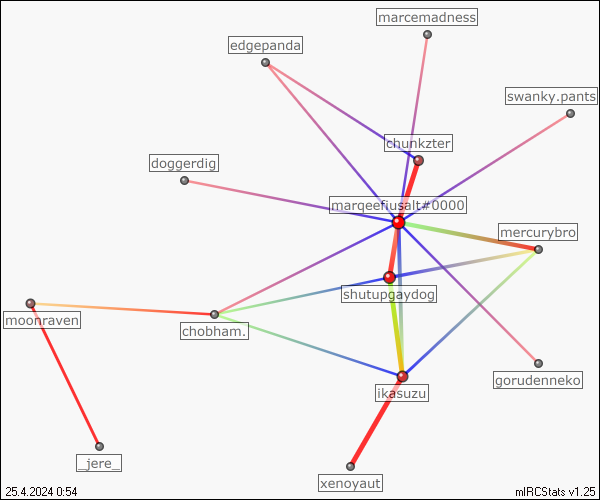 marcemadness
edgepanda
swanky.pants
chunkzter
doggerdig
marqeefiusalt#0000
mercurybro
shutupgaydog
moonraven
chobham.
gorudenneko
ikasuzu
_jere_
xenoyaut
25.4.2024 0:54
mIRCStats v1.25